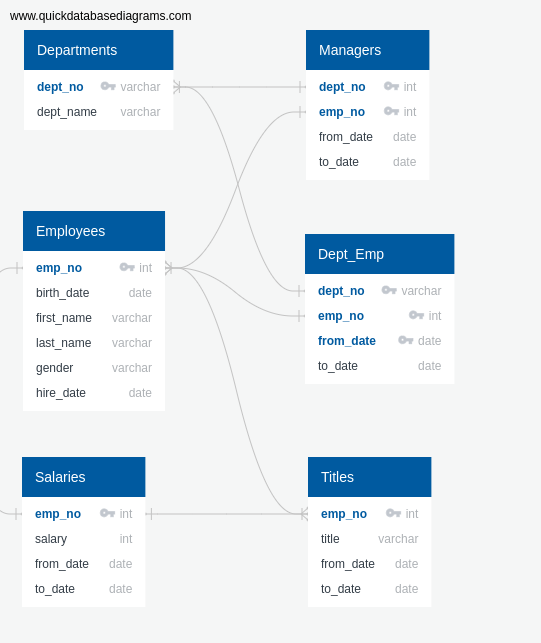 www.quickdatabasediagrams.com
Departments
dept_no varchar
dept_name varchar
Managers
dept_no int
emp_no int
from_date date
to_date date
Employees
emp_no int
birth_date date
first_name varchar
last_name varchar
gender varchar
hire_date date
Dept_Emp
dept_no varchar
emp_no int
from_date date
to_date date
Salaries
emp_no int
salary int
from_date date
to_date date
Titles
emp_no int
title varchar
from_date date
to_date date